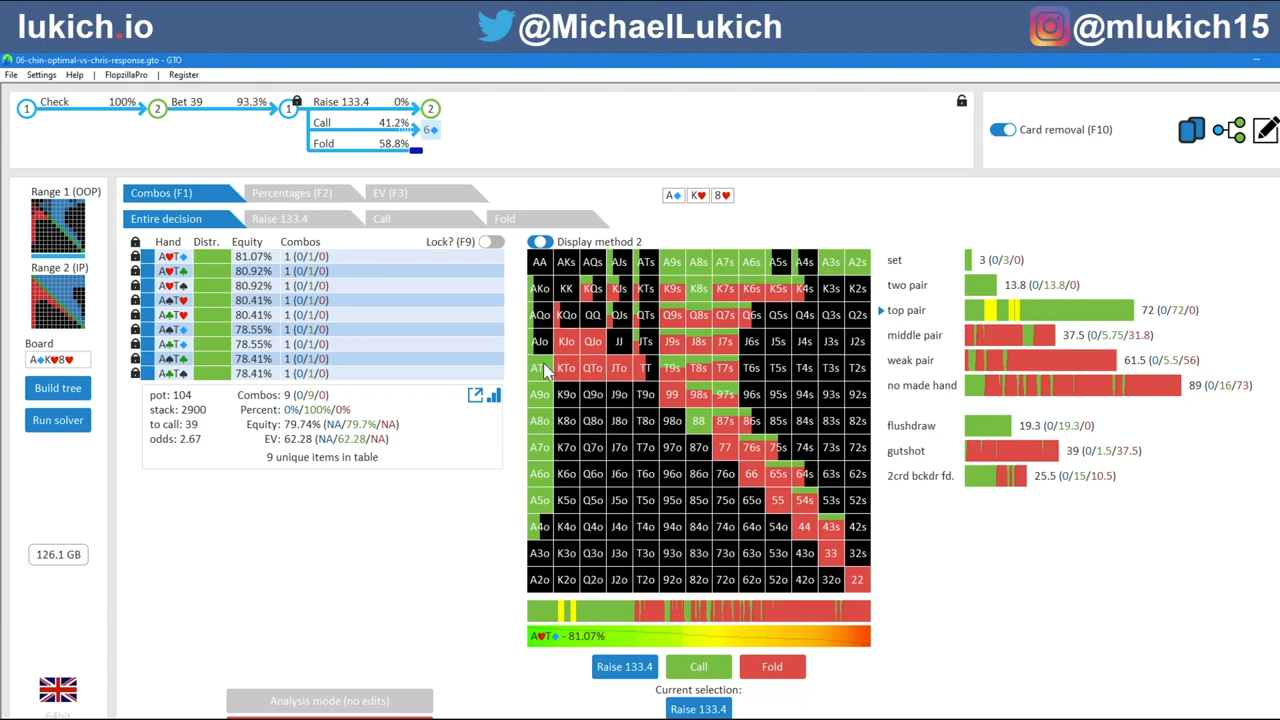 lukich.io
@MichaelLukich
@mlukich15
06-chin-optimal-vs-chris-response.gto - GTO
File Settings Help | FlopzillaPro | Register
1 Check 100% 2 Bet 39 93.3% 1 Raise 133.4 0% 2
Call 41.2% 6♦
Fold 58.8%
Card removal (F10)
Range 1 (OOP)
Range 2 (IP)
Board
A♦K♥8♥
Build tree
Run solver
126.1 GB
64bit
Combos (F1) Percentages (F2) EV (F3)
Entire decision Raise 133.4 Call Fold
A♦ K♥ 8♥
Hand Distr. Equity Combos Lock? (F9)
A♥T♦ 81.07% 1 (0/1/0)
A♥T♣ 80.92% 1 (0/1/0)
A♥T♠ 80.92% 1 (0/1/0)
A♠T♥ 80.41% 1 (0/1/0)
A♣T♥ 80.41% 1 (0/1/0)
A♠T♦ 78.55% 1 (0/1/0)
A♣T♦ 78.55% 1 (0/1/0)
A♠T♣ 78.41% 1 (0/1/0)
A♣T♠ 78.41% 1 (0/1/0)
pot: 104 Combos: 9 (0/9/0)
stack: 2900 Percent: 0%/100%/0%
to call: 39 Equity: 79.74% (NA/79.7%/NA)
odds: 2.67 EV: 62.28 (NA/62.28/NA)
9 unique items in table
Analysis mode (no edits)
Display method 2
AA AKs AQs AJs ATs A9s A8s A7s A6s A5s A4s A3s A2s
AKo KK KQs KJs KTs K9s K8s K7s K6s K5s K4s K3s K2s
AQo KQo QQ QJs QTs Q9s Q8s Q7s Q6s Q5s Q4s Q3s Q2s
AJo KJo QJo JJ JTs J9s J8s J7s J6s J5s J4s J3s J2s
AT KTo QTo JTo TT T9s T8s T7s T6s T5s T4s T3s T2s
A9o K9o Q9o J9o T9o 99 98s 97s 96s 95s 94s 93s 92s
A8o K8o Q8o J8o T8o 98o 88 87s 86s 85s 84s 83s 82s
A7o K7o Q7o J7o T7o 97o 87o 77 76s 75s 74s 73s 72s
A6o K6o Q6o J6o T6o 96o 86o 76o 66 65s 64s 63s 62s
A5o K5o Q5o J5o T5o 95o 85o 75o 65o 55 54s 53s 52s
A4o K4o Q4o J4o T4o 94o 84o 74o 64o 54o 44 43s 42s
A3o K3o Q3o J3o T3o 93o 83o 73o 63o 53o 43o 33 32s
A2o K2o Q2o J2o T2o 92o 82o 72o 62o 52o 42o 32o 22
A♥T♦ - 81.07%
Raise 133.4 Call Fold
Current selection:
Raise 133.4
set 3 (0/3/0)
two pair 13.8 (0/13.8/0)
top pair 72 (0/72/0)
middle pair 37.5 (0/5.75/31.8)
weak pair 61.5 (0/5.5/56)
no made hand 89 (0/16/73)
flushdraw 19.3 (0/19.3/0)
gutshot 39 (0/1.5/37.5)
2crd bckdr fd. 25.5 (0/15/10.5)